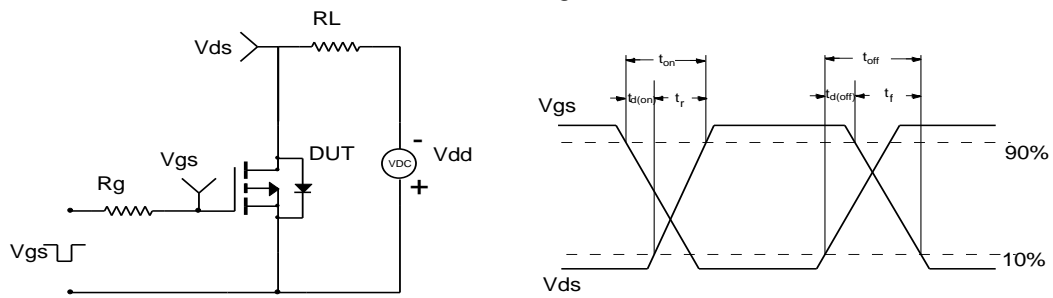 RL
Vds
Vgs
DUT
Rg
VDC
-
+
Vdd
Vgs
ton
toff
td(on)
tr
td(off)
tf
Vgs
90%
10%
Vds